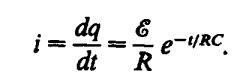 i = dq/dt = ℰ/R e^{-t/RC}.